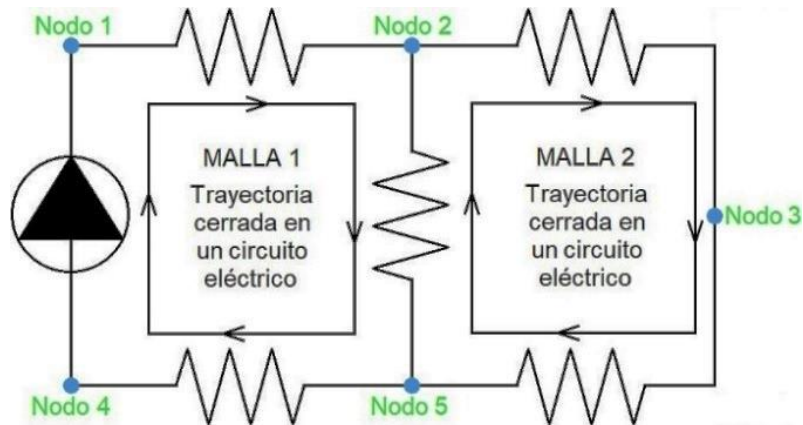 Nodo 1
Nodo 2
MALLA 1
Trayectoria
cerrada en
un circuito
eléctrico
MALLA 2
Trayectoria
cerrada en
un circuito
eléctrico
Nodo 3
Nodo 4
Nodo 5